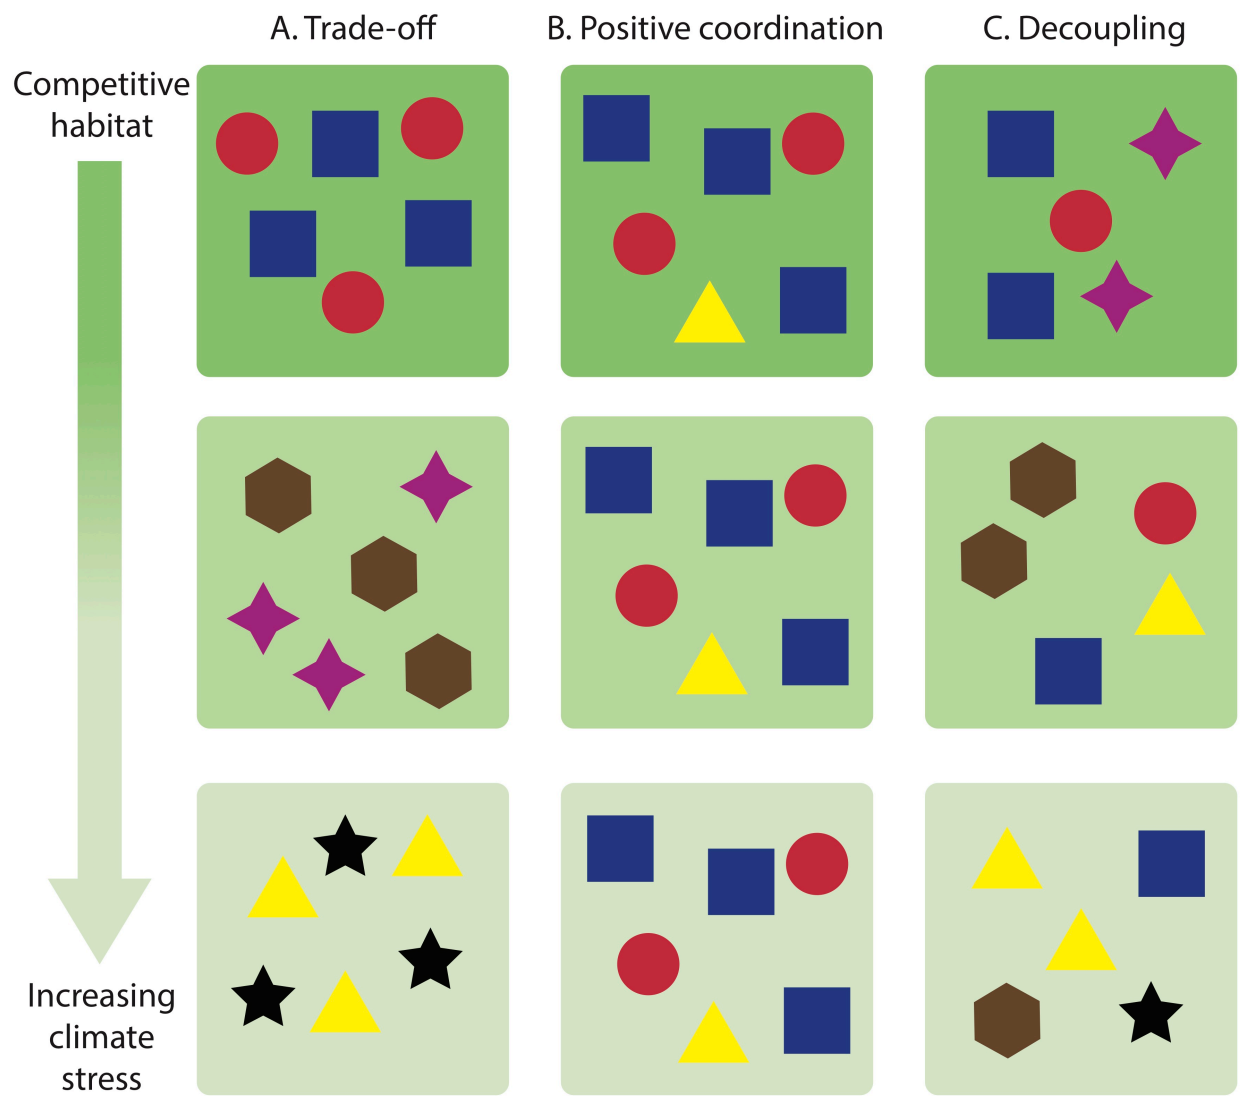 A. Trade-off
B. Positive coordination
C. Decoupling
Competitive
habitat
Increasing
climate
stress